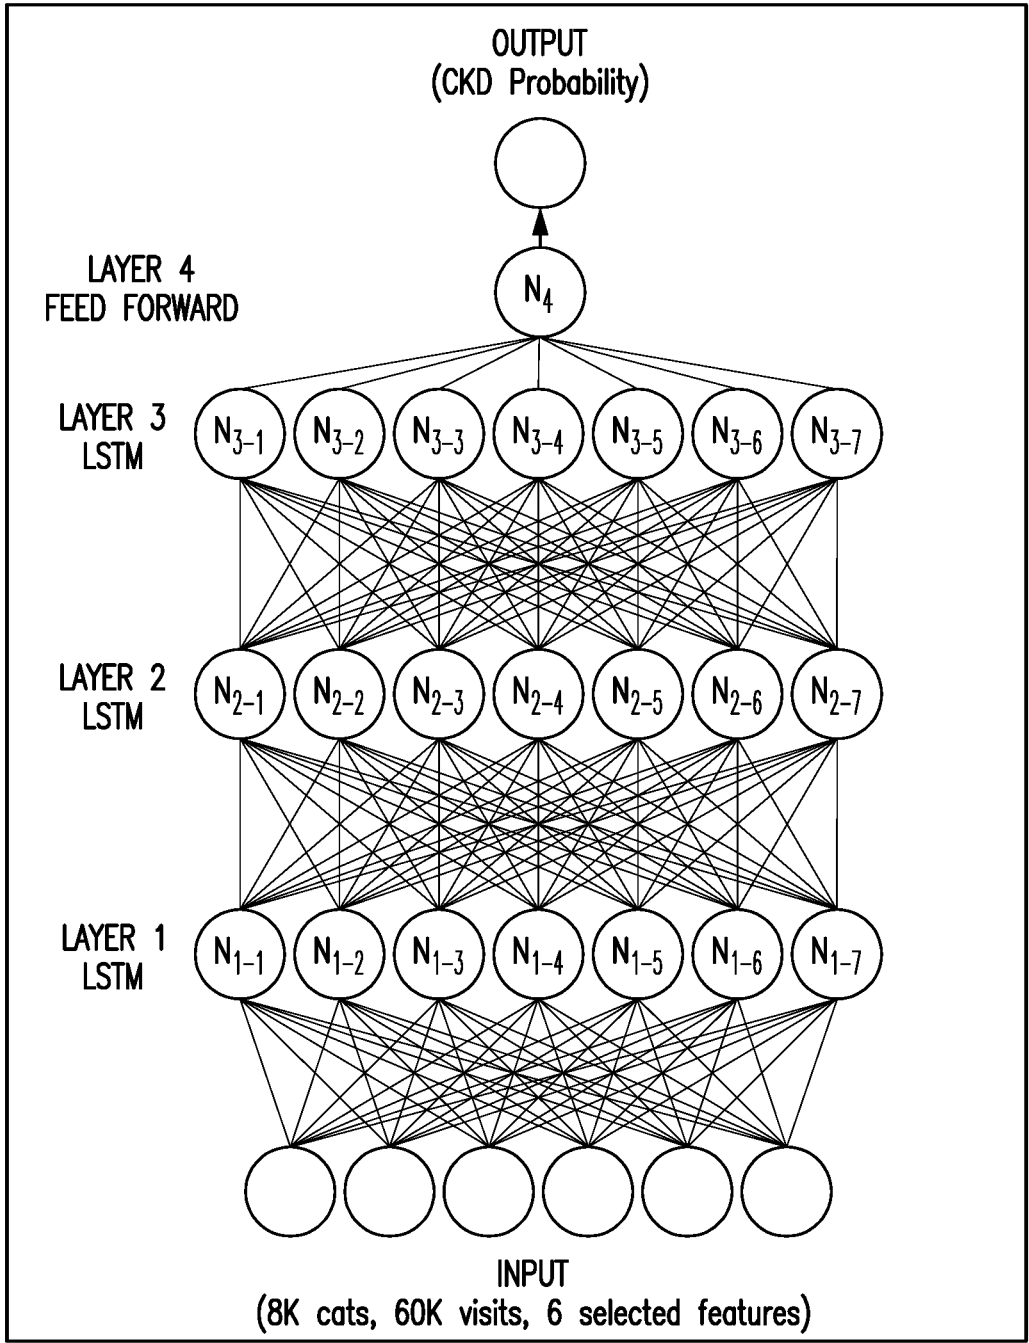 OUTPUT
(CKD Probability)
LAYER 4
FEED FORWARD
N4
LAYER 3
LSTM
N3-1 N3-2 N3-3 N3-4 N3-5 N3-6 N3-7
LAYER 2
LSTM
N2-1 N2-2 N2-3 N2-4 N2-5 N2-6 N2-7
LAYER 1
LSTM
N1-1 N1-2 N1-3 N1-4 N1-5 N1-6 N1-7
INPUT
(8K cats, 60K visits, 6 selected features)